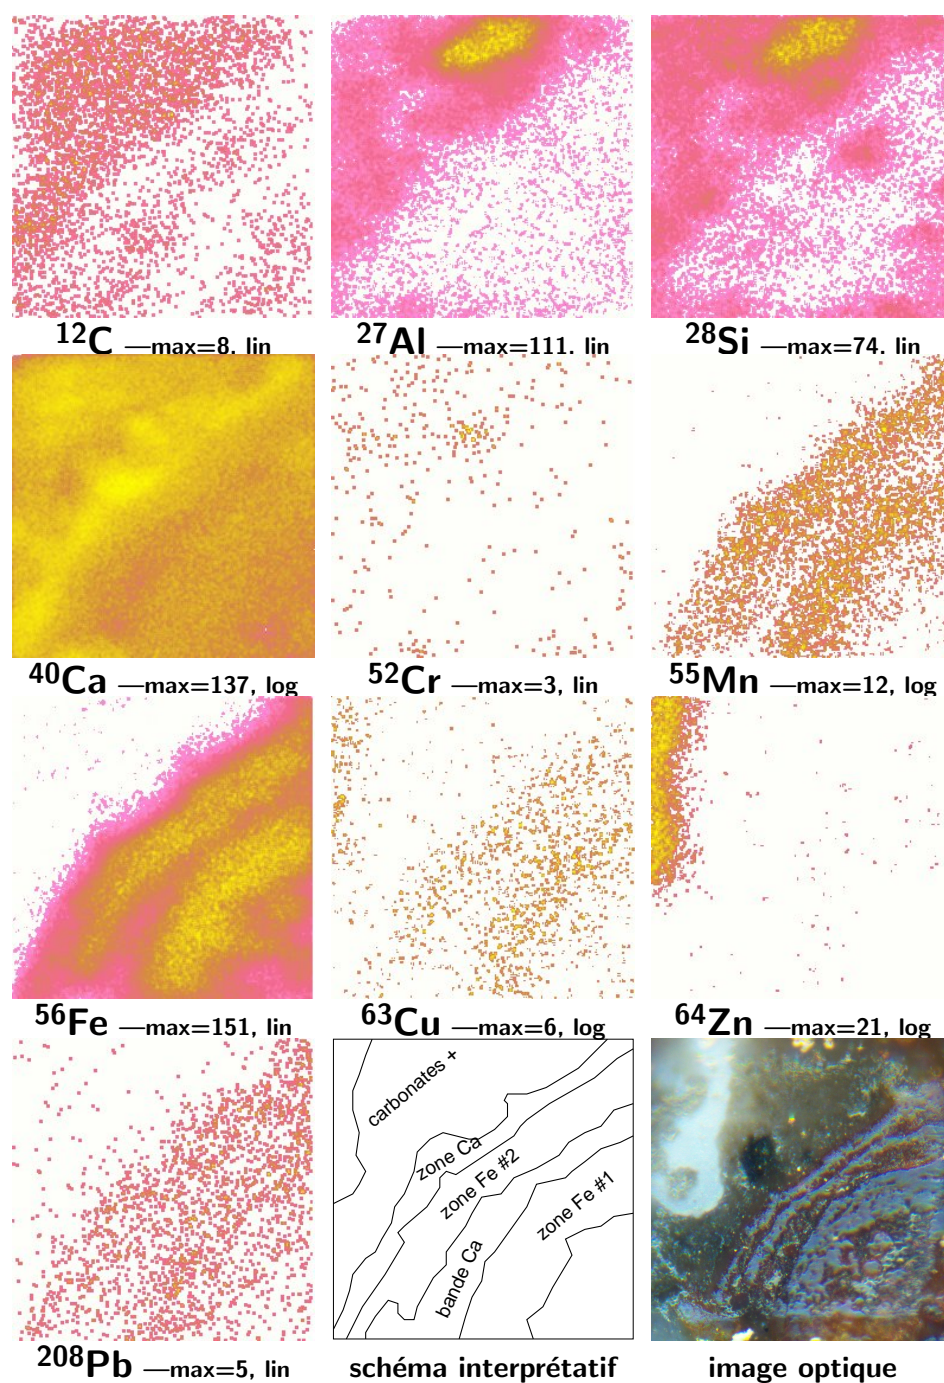 ¹²C —max=8, lin
²⁷Al —max=111. lin
²⁸Si —max=74. lin
⁴⁰Ca —max=137, log
⁵²Cr —max=3, lin
⁵⁵Mn —max=12, log
⁵⁶Fe —max=151, lin
⁶³Cu —max=6, log
⁶⁴Zn —max=21, log
carbonates +
zone Ca
zone Fe #2
zone Fe #1
bande Ca
²⁰⁸Pb —max=5, lin
schéma interprétatif
image optique